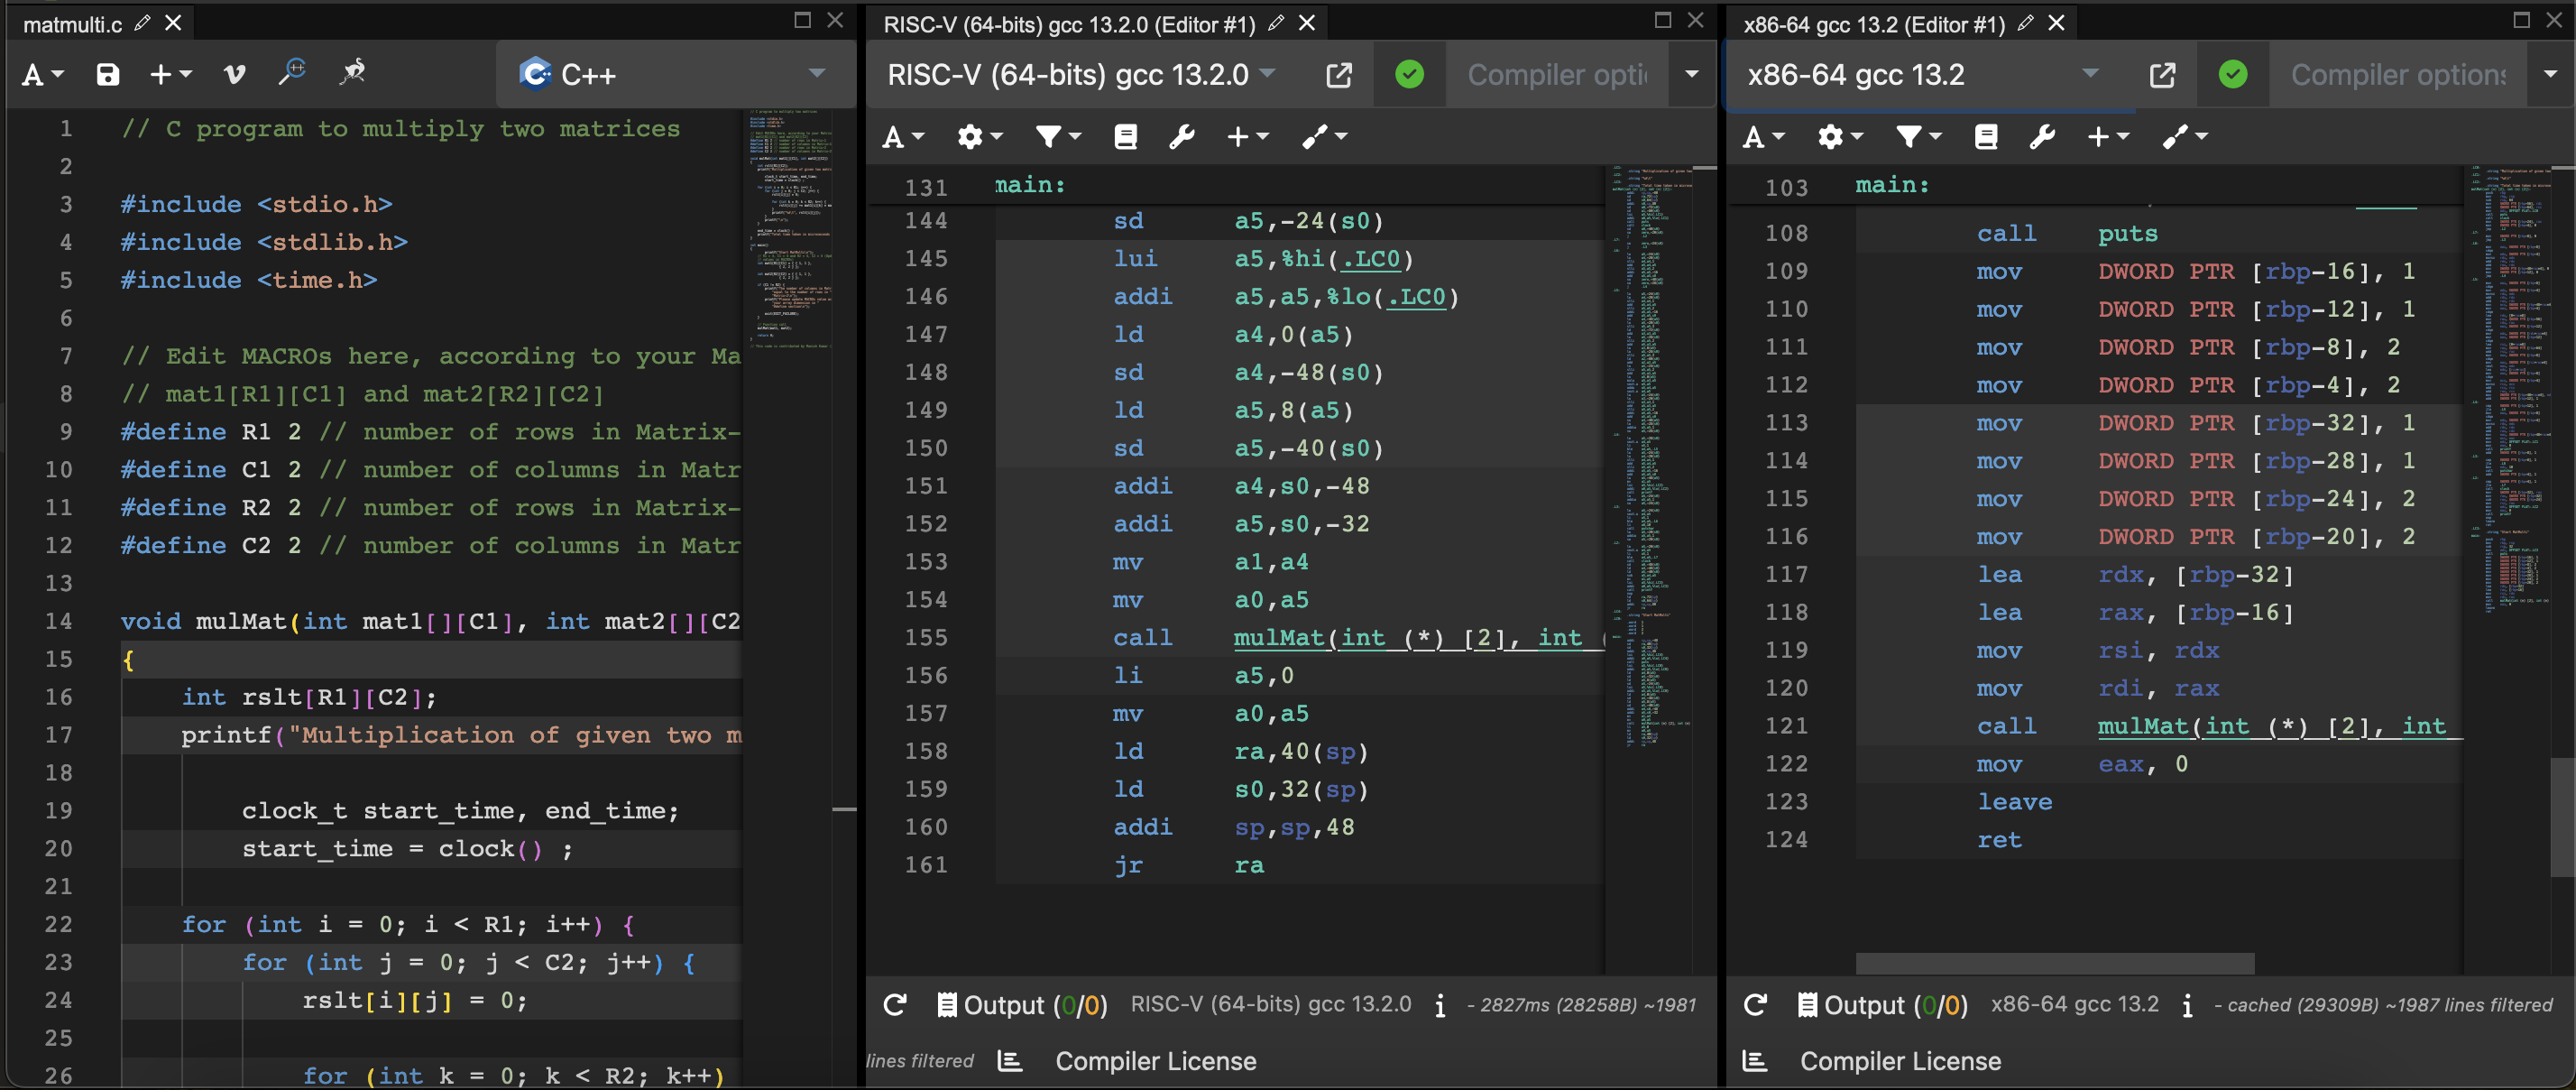 matmulti.c
A
C++
1 // C program to multiply two matrices
2
3 #include <stdio.h>
4 #include <stdlib.h>
5 #include <time.h>
6
7 // Edit MACROs here, according to your Ma
8 // mat1[R1][C1] and mat2[R2][C2]
9 #define R1 2 // number of rows in Matrix-
10 #define C1 2 // number of columns in Matr
11 #define R2 2 // number of rows in Matrix-
12 #define C2 2 // number of columns in Matr
13
14 void mulMat(int mat1[][C1], int mat2[][C2
15 {
16 int rslt[R1][C2];
17 printf("Multiplication of given two m
18
19 clock_t start_time, end_time;
20 start_time = clock() ;
21
22 for (int i = 0; i < R1; i++) {
23 for (int j = 0; j < C2; j++) {
24 rslt[i][j] = 0;
25
26 for (int k = 0; k < R2; k++)
RISC-V (64-bits) gcc 13.2.0 (Editor #1)
RISC-V (64-bits) gcc 13.2.0
Compiler opti
A
131 main:
144 sd a5,-24(s0)
145 lui a5,%hi(.LC0)
146 addi a5,a5,%lo(.LC0)
147 ld a4,0(a5)
148 sd a4,-48(s0)
149 ld a5,8(a5)
150 sd a5,-40(s0)
151 addi a4,s0,-48
152 addi a5,s0,-32
153 mv a1,a4
154 mv a0,a5
155 call mulMat(int (*) [2], int (
156 li a5,0
157 mv a0,a5
158 ld ra,40(sp)
159 ld s0,32(sp)
160 addi sp,sp,48
161 jr ra
Output (0/0) RISC-V (64-bits) gcc 13.2.0 i - 2827ms (28258B) ~1981
lines filtered Compiler License
x86-64 gcc 13.2 (Editor #1)
x86-64 gcc 13.2
Compiler options
A
103 main:
108 call puts
109 mov DWORD PTR [rbp-16], 1
110 mov DWORD PTR [rbp-12], 1
111 mov DWORD PTR [rbp-8], 2
112 mov DWORD PTR [rbp-4], 2
113 mov DWORD PTR [rbp-32], 1
114 mov DWORD PTR [rbp-28], 1
115 mov DWORD PTR [rbp-24], 2
116 mov DWORD PTR [rbp-20], 2
117 lea rdx, [rbp-32]
118 lea rax, [rbp-16]
119 mov rsi, rdx
120 mov rdi, rax
121 call mulMat(int (*) [2], int
122 mov eax, 0
123 leave
124 ret
Output (0/0) x86-64 gcc 13.2 i - cached (29309B) ~1987 lines filtered
Compiler License